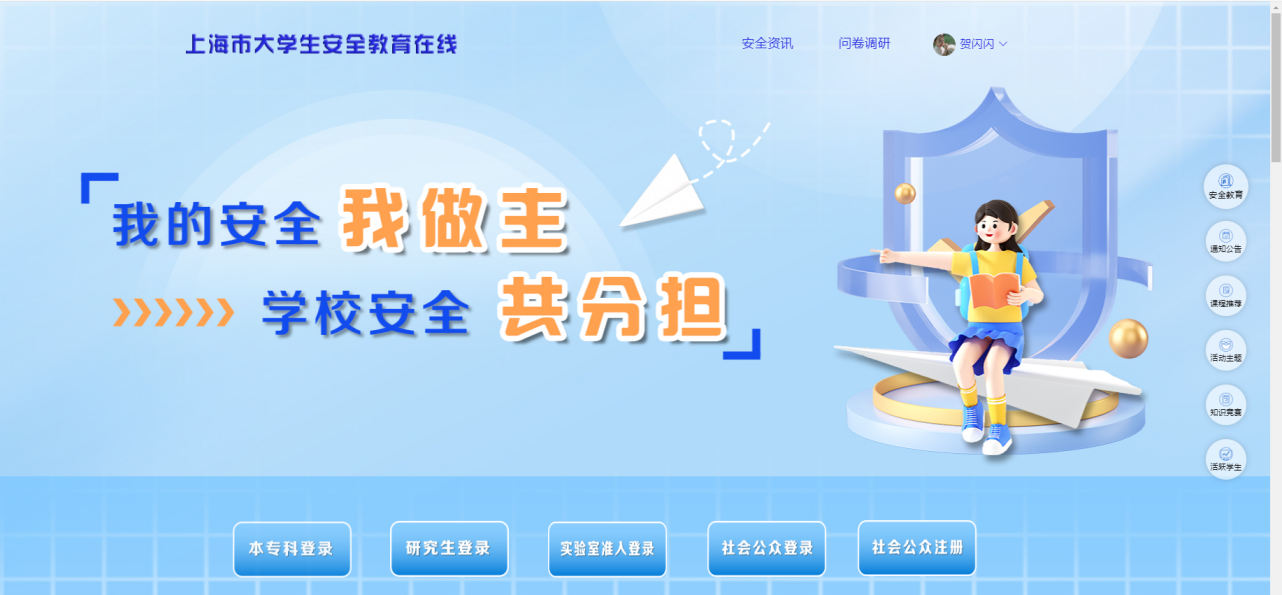 上海市大学生安全教育在线
安全资讯
问卷调研
贺闪闪
我的安全 我做主
学校安全 共分担
安全教育
通知公告
课程推荐
活动主题
知识竞赛
活跃学生
本专科登录
研究生登录
实验室准入登录
社会公众登录
社会公众注册